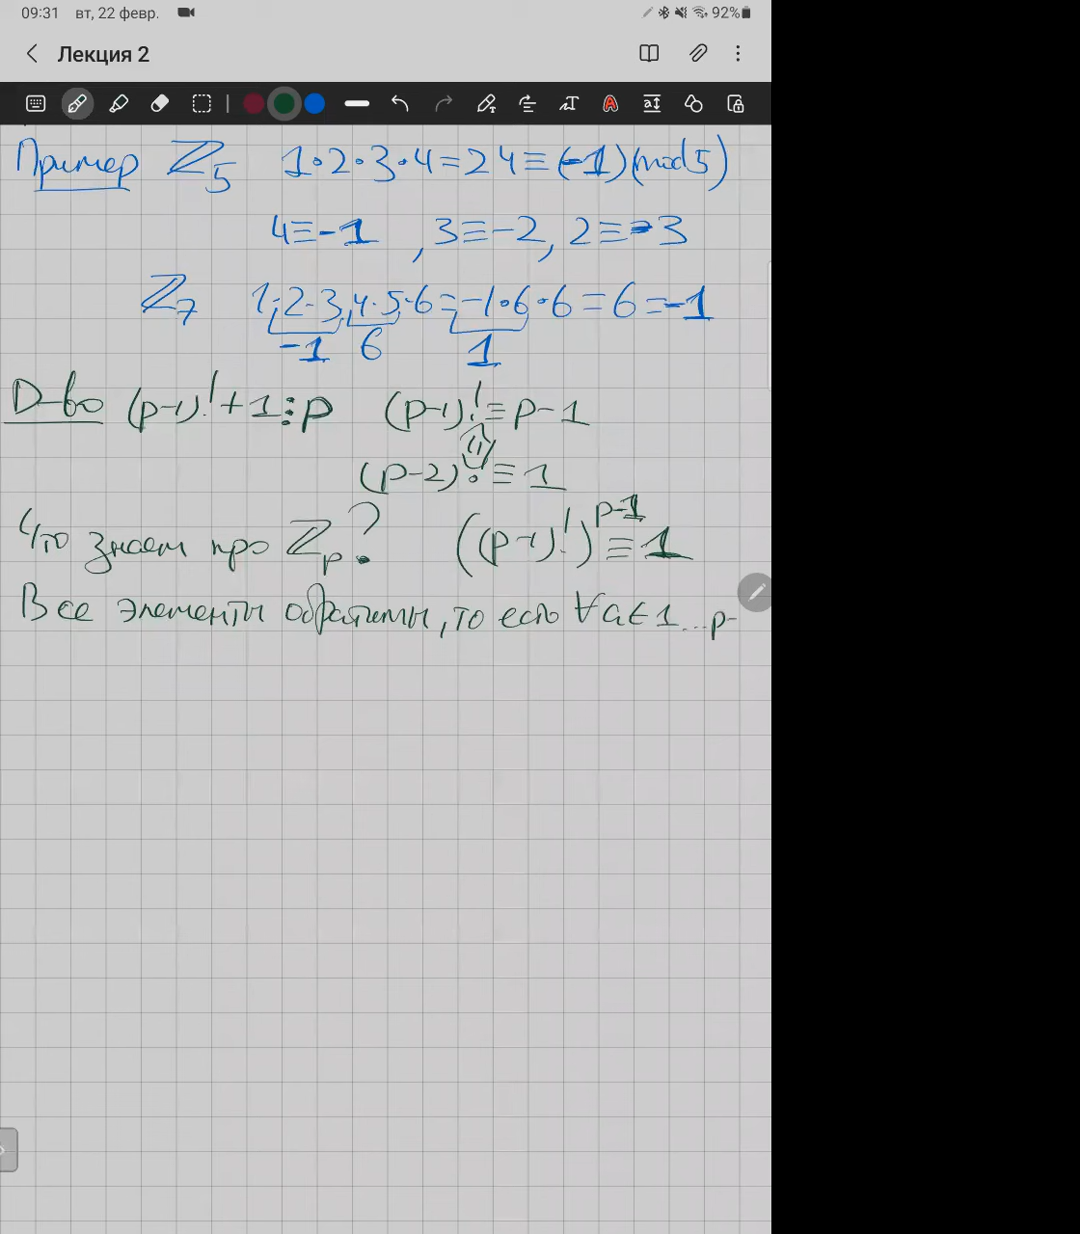 09:31 вт, 22 февр. 92%
Лекция 2
Пример ℤ₅ 1·2·3·4=24≡(-1)(mod5)
4≡-1, 3≡-2, 2≡-3
ℤ₇ 1·2·3·4·5·6=-1·6·6=6=-1
-1 6 1
D-во (p-1)!+1⋮p (p-1)!≡p-1
⇕
(p-2)!≡1
Что знаем про ℤₚ? ((p-1)!)^{p-1}≡1
Все элементы обратимы, то есть ∀a∈1...p-